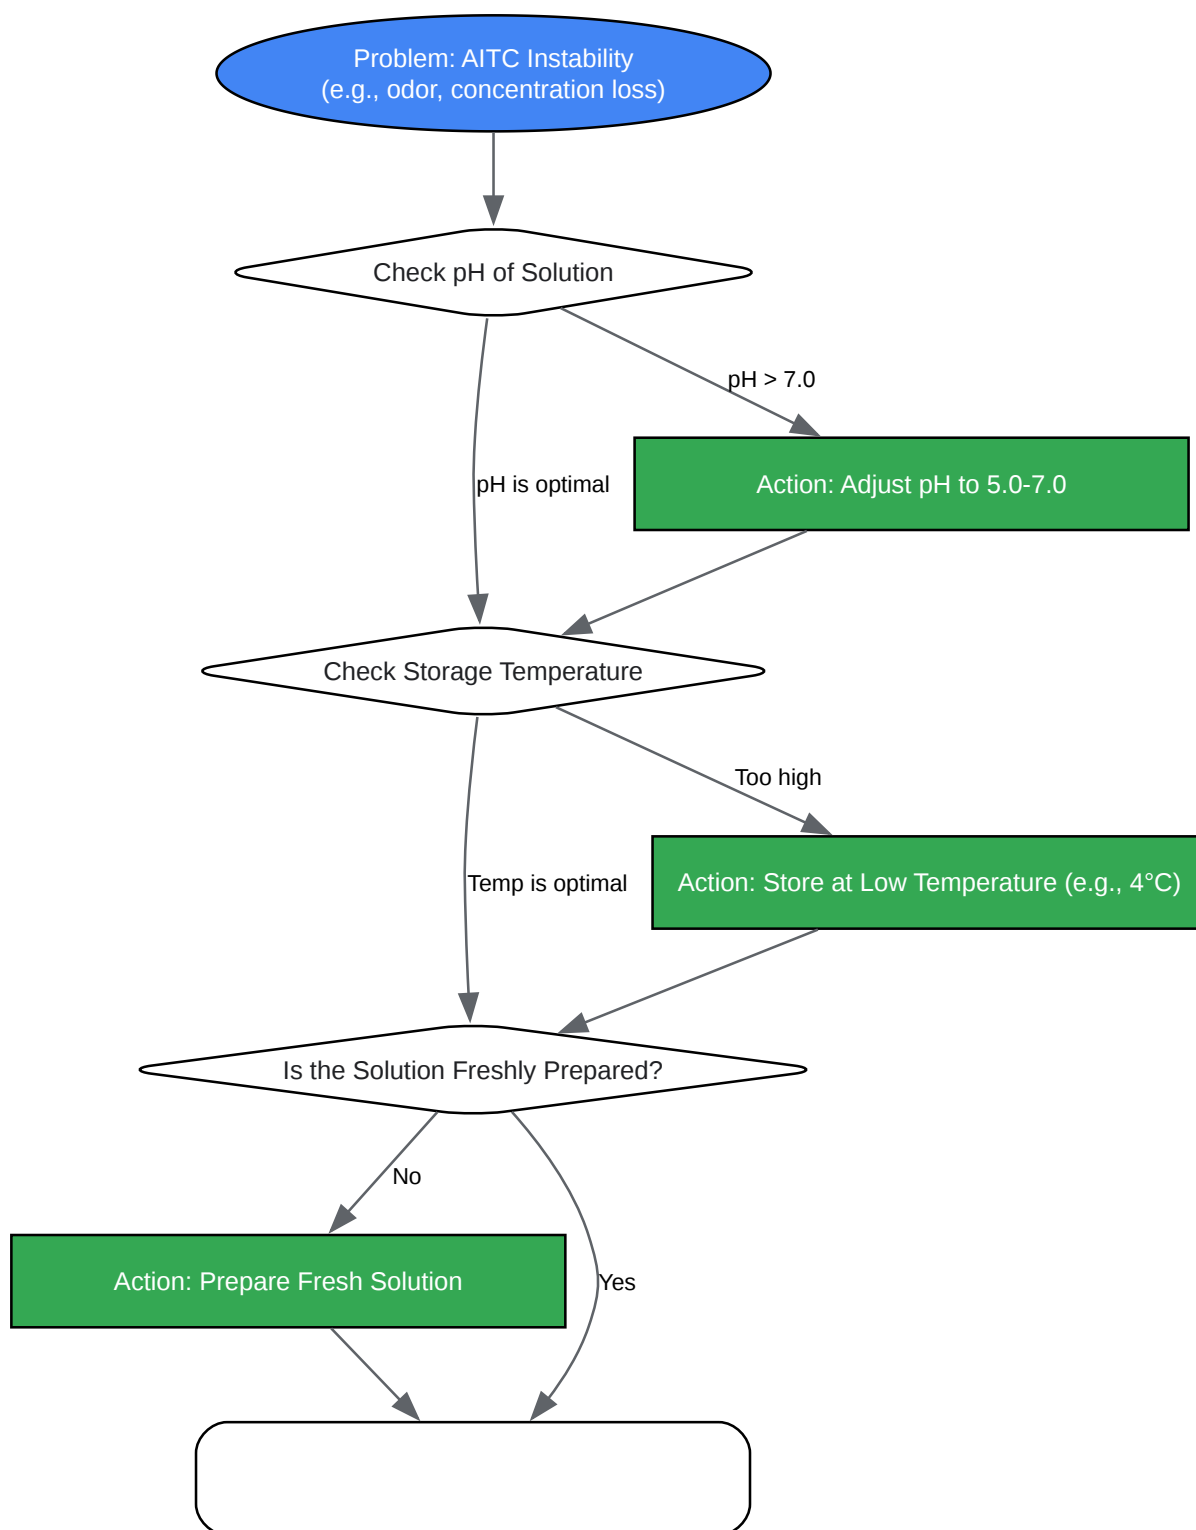 Problem: AITC Instability
(e.g., odor, concentration loss)
Check pH of Solution
pH > 7.0
pH is optimal
Action: Adjust pH to 5.0-7.0
Check Storage Temperature
Too high
Temp is optimal
Action: Store at Low Temperature (e.g., 4°C)
Is the Solution Freshly Prepared?
No
Action: Prepare Fresh Solution
Yes